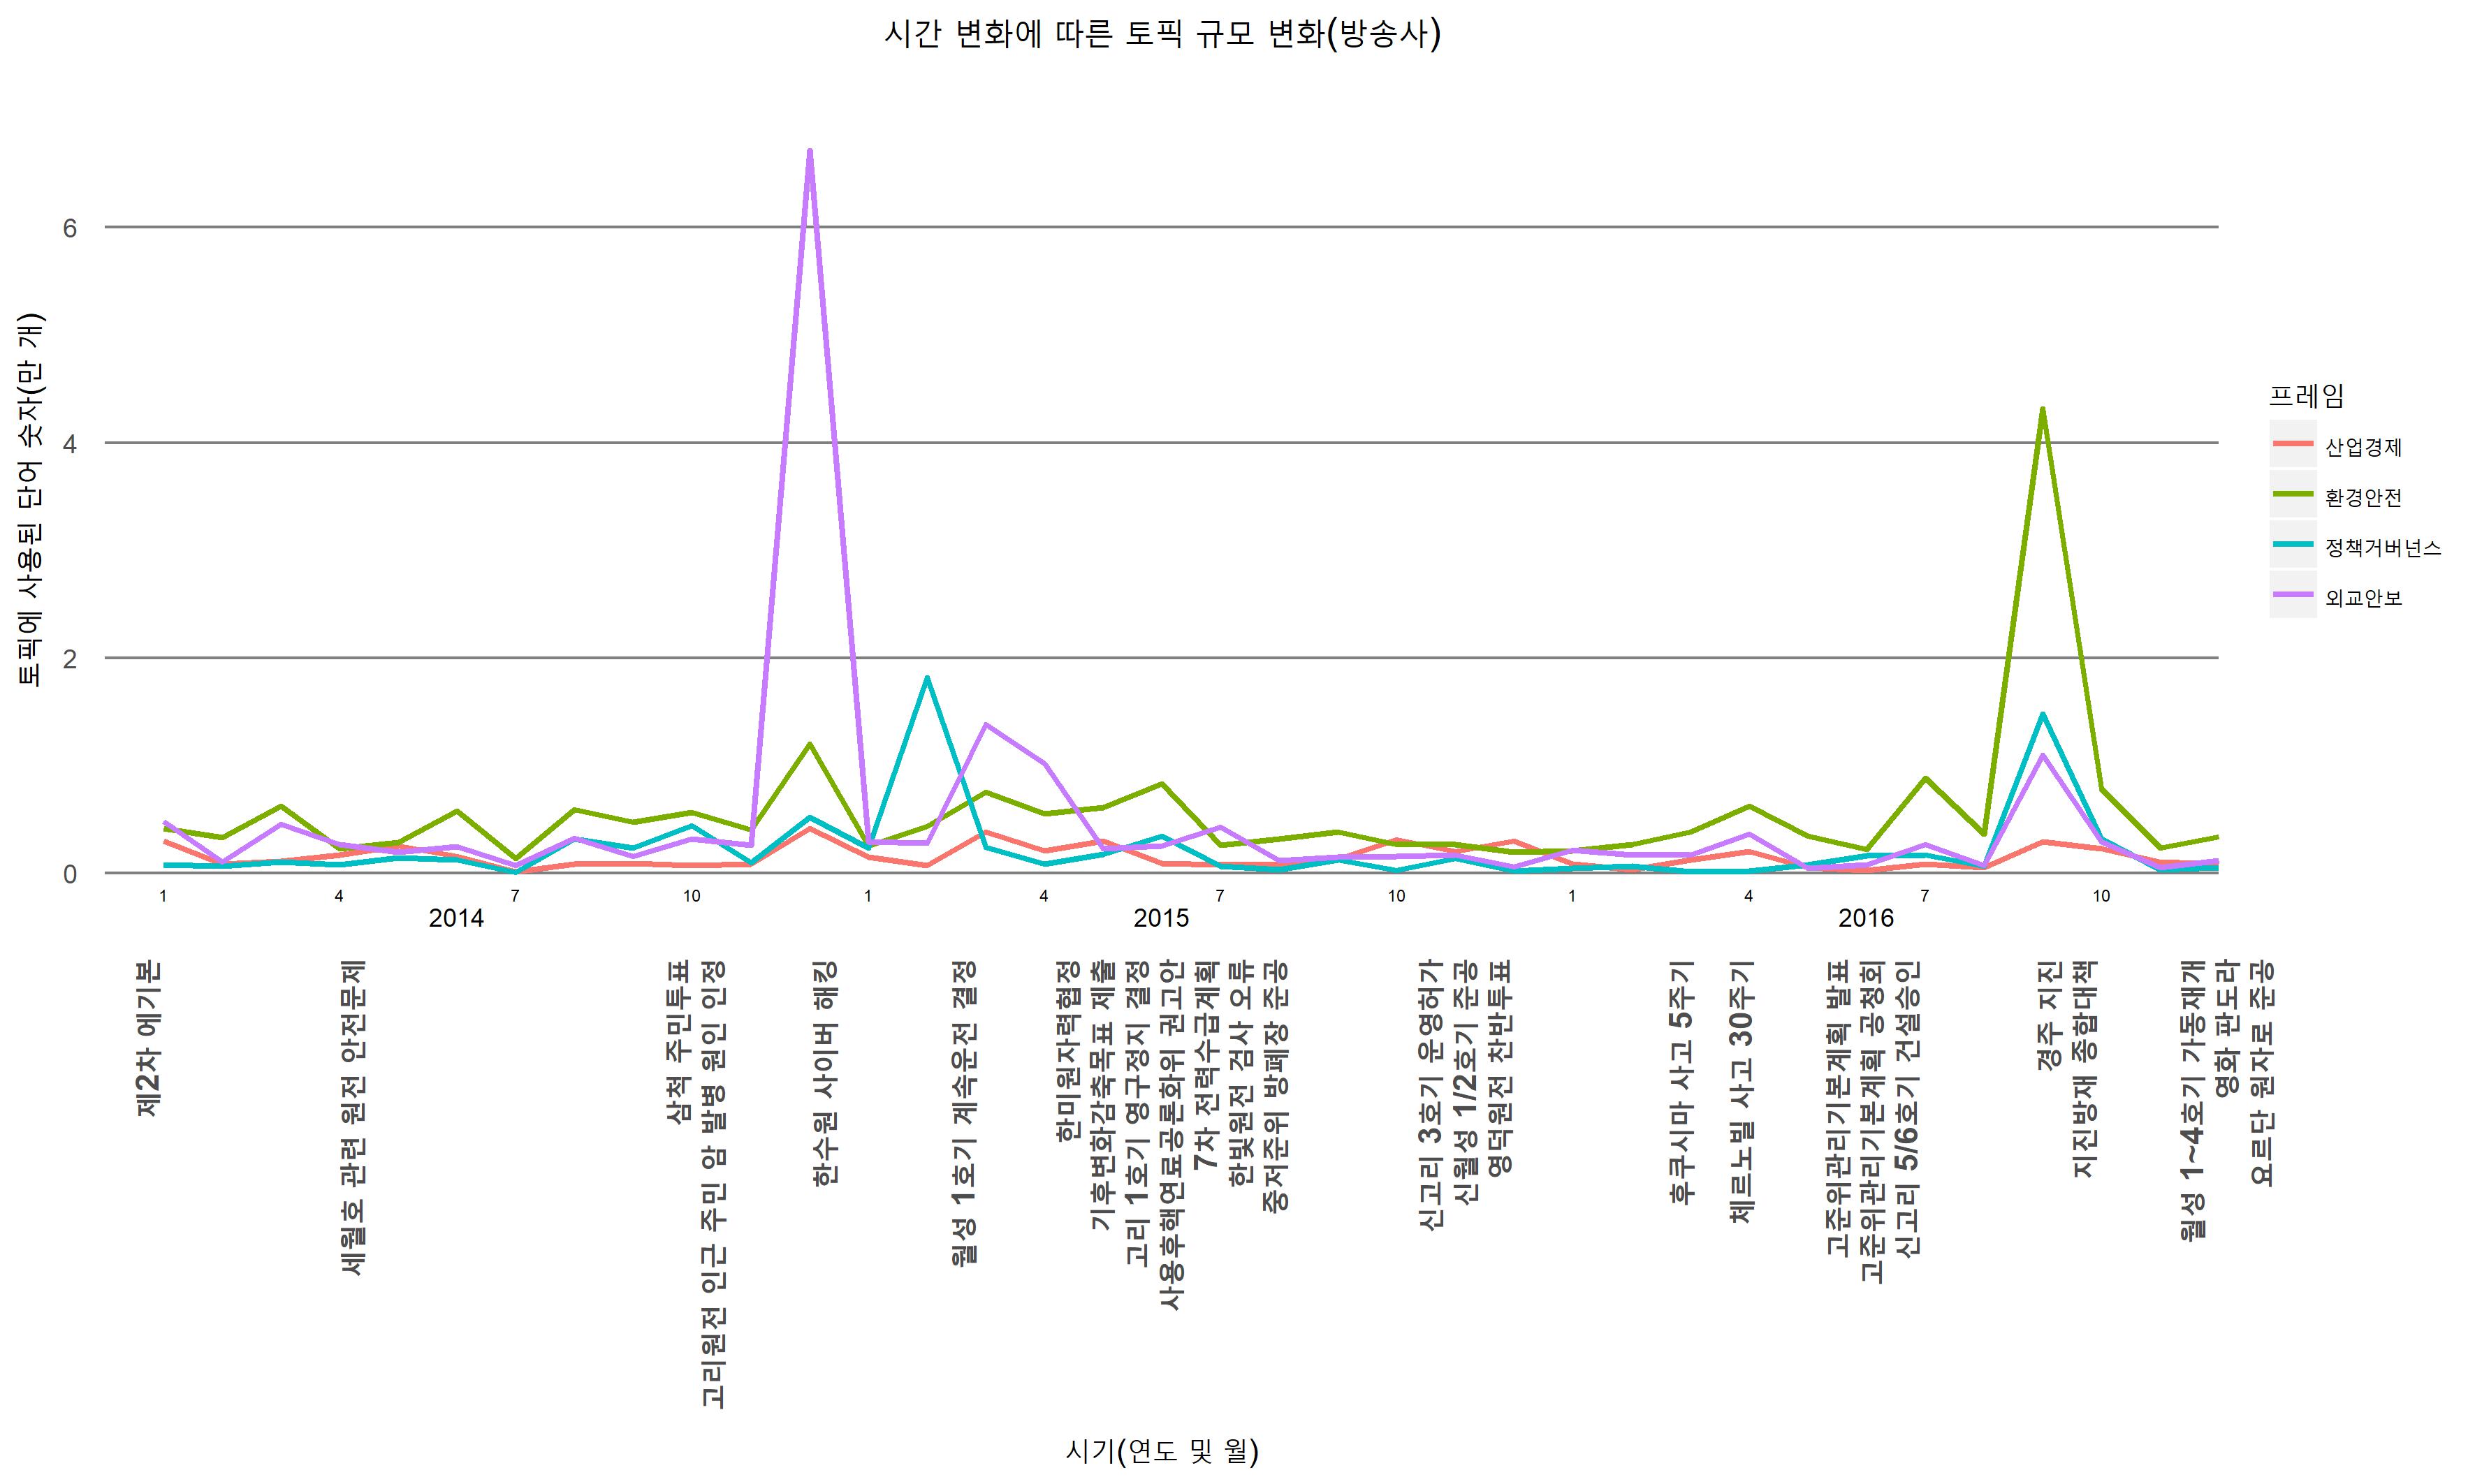 시간 변화에 따른 토픽 규모 변화(방송사)
토픽에 사용된 단어 숫자(만 개)
6
4
2
0
1
4
7
10
1
4
7
10
1
4
7
10
2014
2015
2016
제2차 에기본
세월호 관련 원전 안전문제
삼척 주민투표
고리원전 인근 주민 암 발병 원인 인정
한수원 사이버 해킹
월성 1호기 계속운전 결정
한미원자력협정
기후변화감축목표 제출
고리 1호기 영구정지 결정
사용후핵연료공론화위 권고안
7차 전력수급계획
한빛원전 검사 오류
중저준위 방폐장 준공
신고리 3호기 운영허가
신월성 1/2호기 준공
영덕원전 찬반투표
후쿠시마 사고 5주기
체르노빌 사고 30주기
고준위관리기본계획 발표
고준위관리기본계획 공청회
신고리 5/6호기 건설승인
경주 지진
지진방재 종합대책
월성 1~4호기 가동재개
영화 판도라
요르단 원자로 준공
시기(연도 및 월)
프레임
산업경제
환경안전
정책거버넌스
외교안보